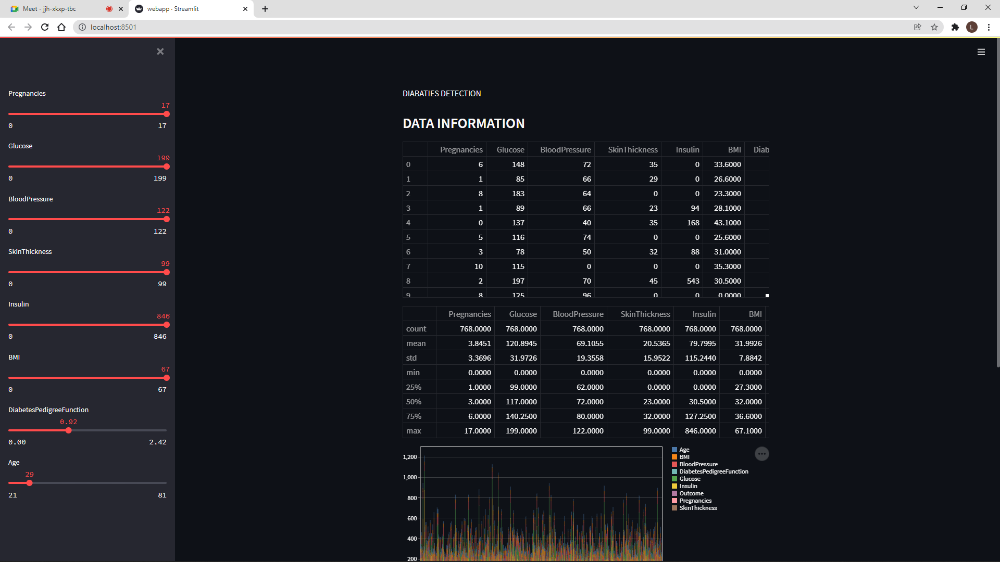 Meet - jjh-xkxp-tbc
webapp · Streamlit
localhost:8501
L
Pregnancies
17
0 17
Glucose
199
0 199
BloodPressure
122
0 122
SkinThickness
99
0 99
Insulin
846
0 846
BMI
67
0 67
DiabetesPedigreeFunction
0.92
0.00 2.42
Age
29
21 81
DIABATIES DETECTION
DATA INFORMATION
Pregnancies Glucose BloodPressure SkinThickness Insulin BMI Diab
0 6 148 72 35 0 33.6000
1 1 85 66 29 0 26.6000
2 8 183 64 0 0 23.3000
3 1 89 66 23 94 28.1000
4 0 137 40 35 168 43.1000
5 5 116 74 0 0 25.6000
6 3 78 50 32 88 31.0000
7 10 115 0 0 0 35.3000
8 2 197 70 45 543 30.5000
9 8 125 96 0 0 0.0000
Pregnancies Glucose BloodPressure SkinThickness Insulin BMI
count 768.0000 768.0000 768.0000 768.0000 768.0000 768.0000
mean 3.8451 120.8945 69.1055 20.5365 79.7995 31.9926
std 3.3696 31.9726 19.3558 15.9522 115.2440 7.8842
min 0.0000 0.0000 0.0000 0.0000 0.0000 0.0000
25% 1.0000 99.0000 62.0000 0.0000 0.0000 27.3000
50% 3.0000 117.0000 72.0000 23.0000 30.5000 32.0000
75% 6.0000 140.2500 80.0000 32.0000 127.2500 36.6000
max 17.0000 199.0000 122.0000 99.0000 846.0000 67.1000
1,200
1,000
800
600
400
200
Age
BMI
BloodPressure
DiabetesPedigreeFunction
Glucose
Insulin
Outcome
Pregnancies
SkinThickness